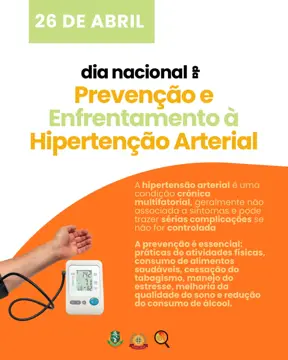 26 DE ABRIL
dia nacional de
Prevenção e
Enfrentamento à
Hipertenção Arterial
A hipertensão arterial é uma
condição crônica
multifatorial, geralmente não
associada a sintomas e pode
trazer sérias complicações se
não for controlada
A prevenção é essencial:
práticas de atividades físicas,
consumo de alimentos
saudáveis, cessação do
tabagismo, manejo do
estresse, melhoria da
qualidade do sono e redução
do consumo de álcool.